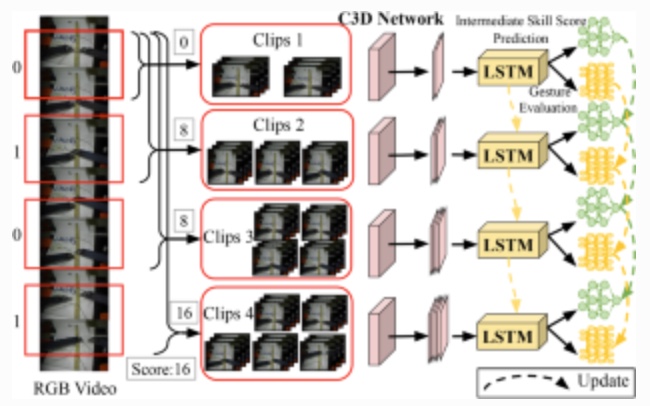 C3D Network
Intermediate Skill Score
Prediction
0
1
0
1
0
8
8
16
Score:16
Clips 1
Clips 2
Clips 3
Clips 4
LSTM
LSTM
LSTM
LSTM
Gesture
Evaluation
RGB Video
Update